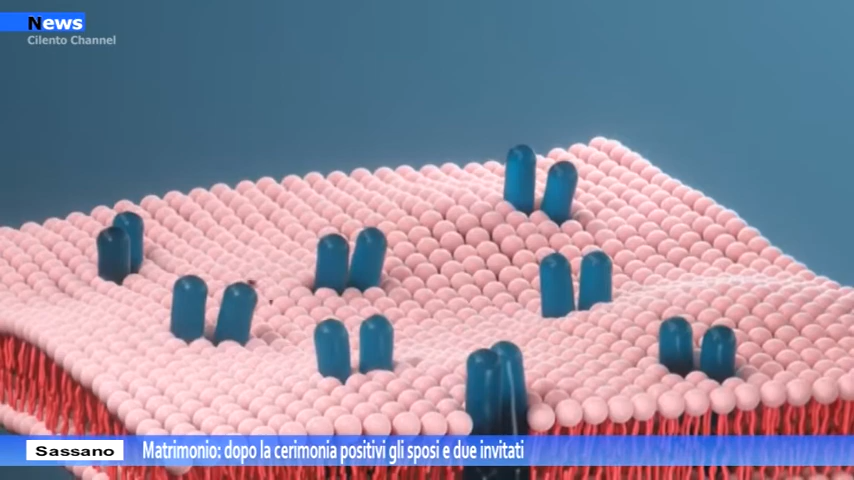 News
Cilento Channel
Sassano
Matrimonio: dopo la cerimonia positivi gli sposi e due invitati